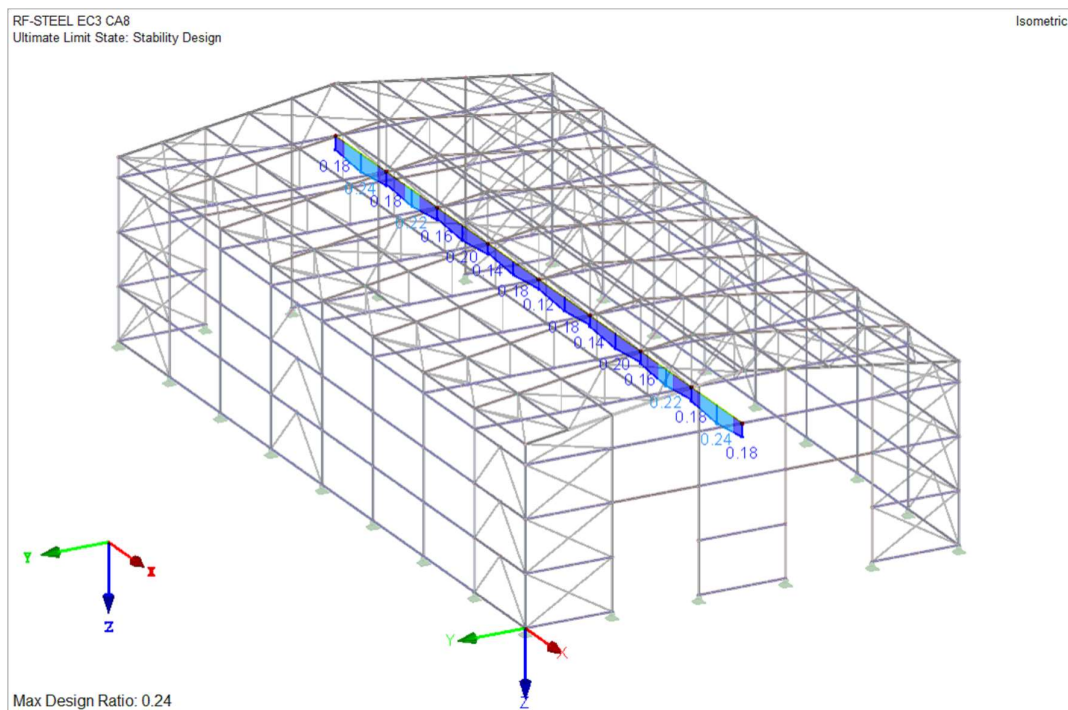 RF-STEEL EC3 CA8
Isometric
Ultimate Limit State: Stability Design
0.18
0.24
0.18
0.22
0.16
0.20
0.14
0.18
0.12
0.18
0.14
0.20
0.16
0.22
0.18
0.24
0.18
Y
X
Z
Y
X
Z
Max Design Ratio: 0.24